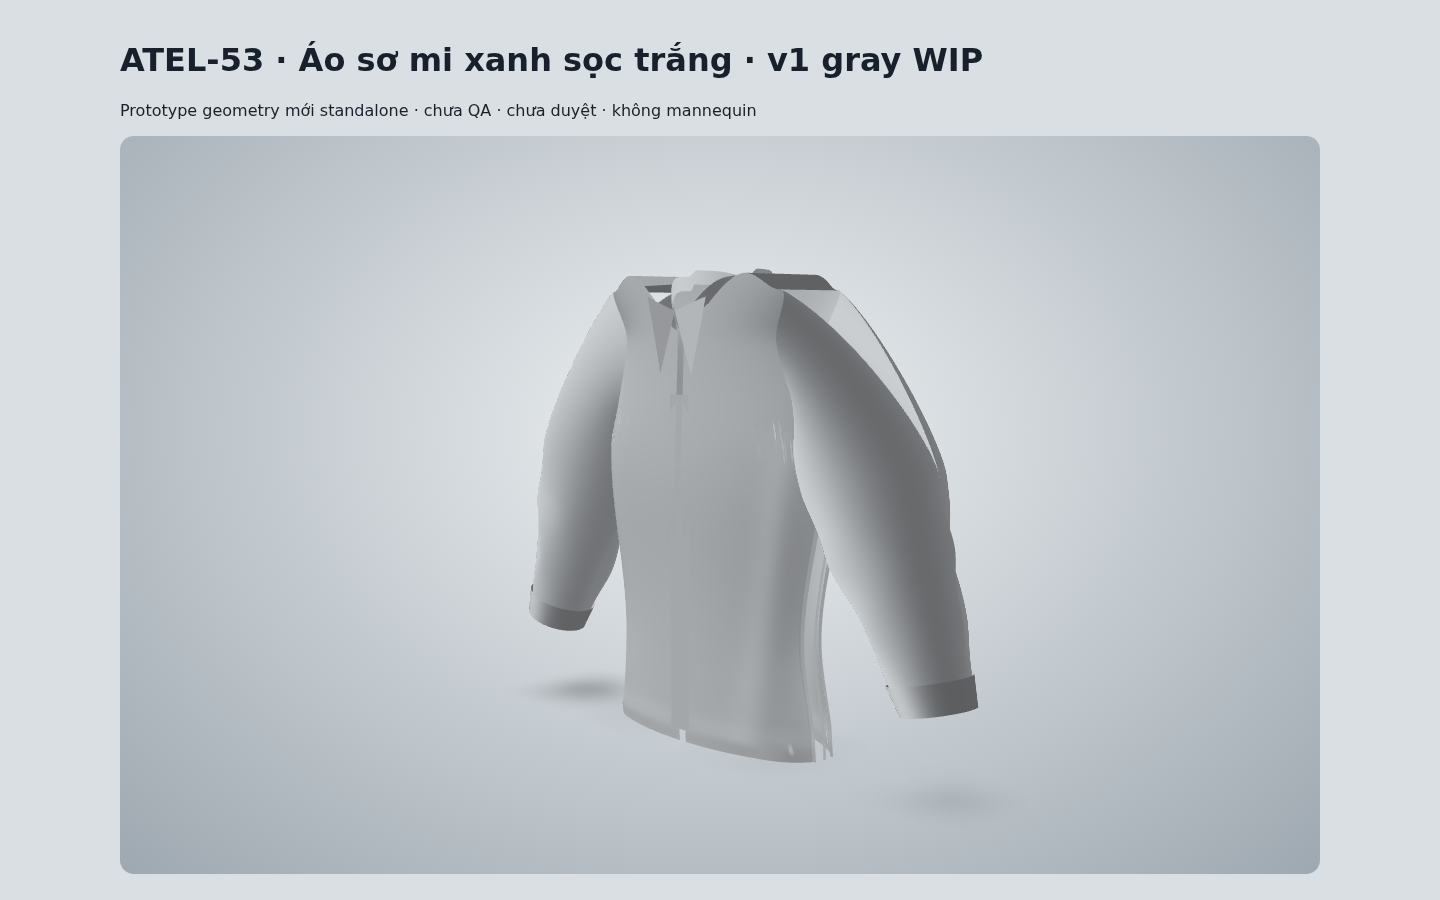 ATEL-53 · Áo sơ mi xanh sọc trắng · v1 gray WIP
Prototype geometry mới standalone · chưa QA · chưa duyệt · không mannequin